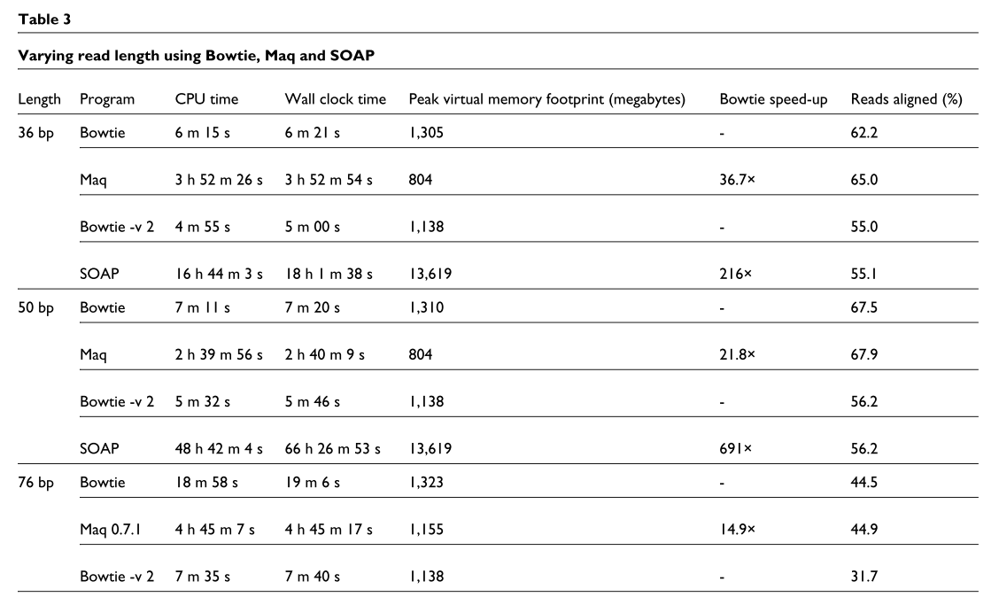 Table 3
Varying read length using Bowtie, Maq and SOAP
Length Program CPU time Wall clock time Peak virtual memory footprint (megabytes) Bowtie speed-up Reads aligned (%)
36 bp Bowtie 6 m 15 s 6 m 21 s 1,305 - 62.2
Maq 3 h 52 m 26 s 3 h 52 m 54 s 804 36.7× 65.0
Bowtie -v 2 4 m 55 s 5 m 00 s 1,138 - 55.0
SOAP 16 h 44 m 3 s 18 h 1 m 38 s 13,619 216× 55.1
50 bp Bowtie 7 m 11 s 7 m 20 s 1,310 - 67.5
Maq 2 h 39 m 56 s 2 h 40 m 9 s 804 21.8× 67.9
Bowtie -v 2 5 m 32 s 5 m 46 s 1,138 - 56.2
SOAP 48 h 42 m 4 s 66 h 26 m 53 s 13,619 691× 56.2
76 bp Bowtie 18 m 58 s 19 m 6 s 1,323 - 44.5
Maq 0.7.1 4 h 45 m 7 s 4 h 45 m 17 s 1,155 14.9× 44.9
Bowtie -v 2 7 m 35 s 7 m 40 s 1,138 - 31.7